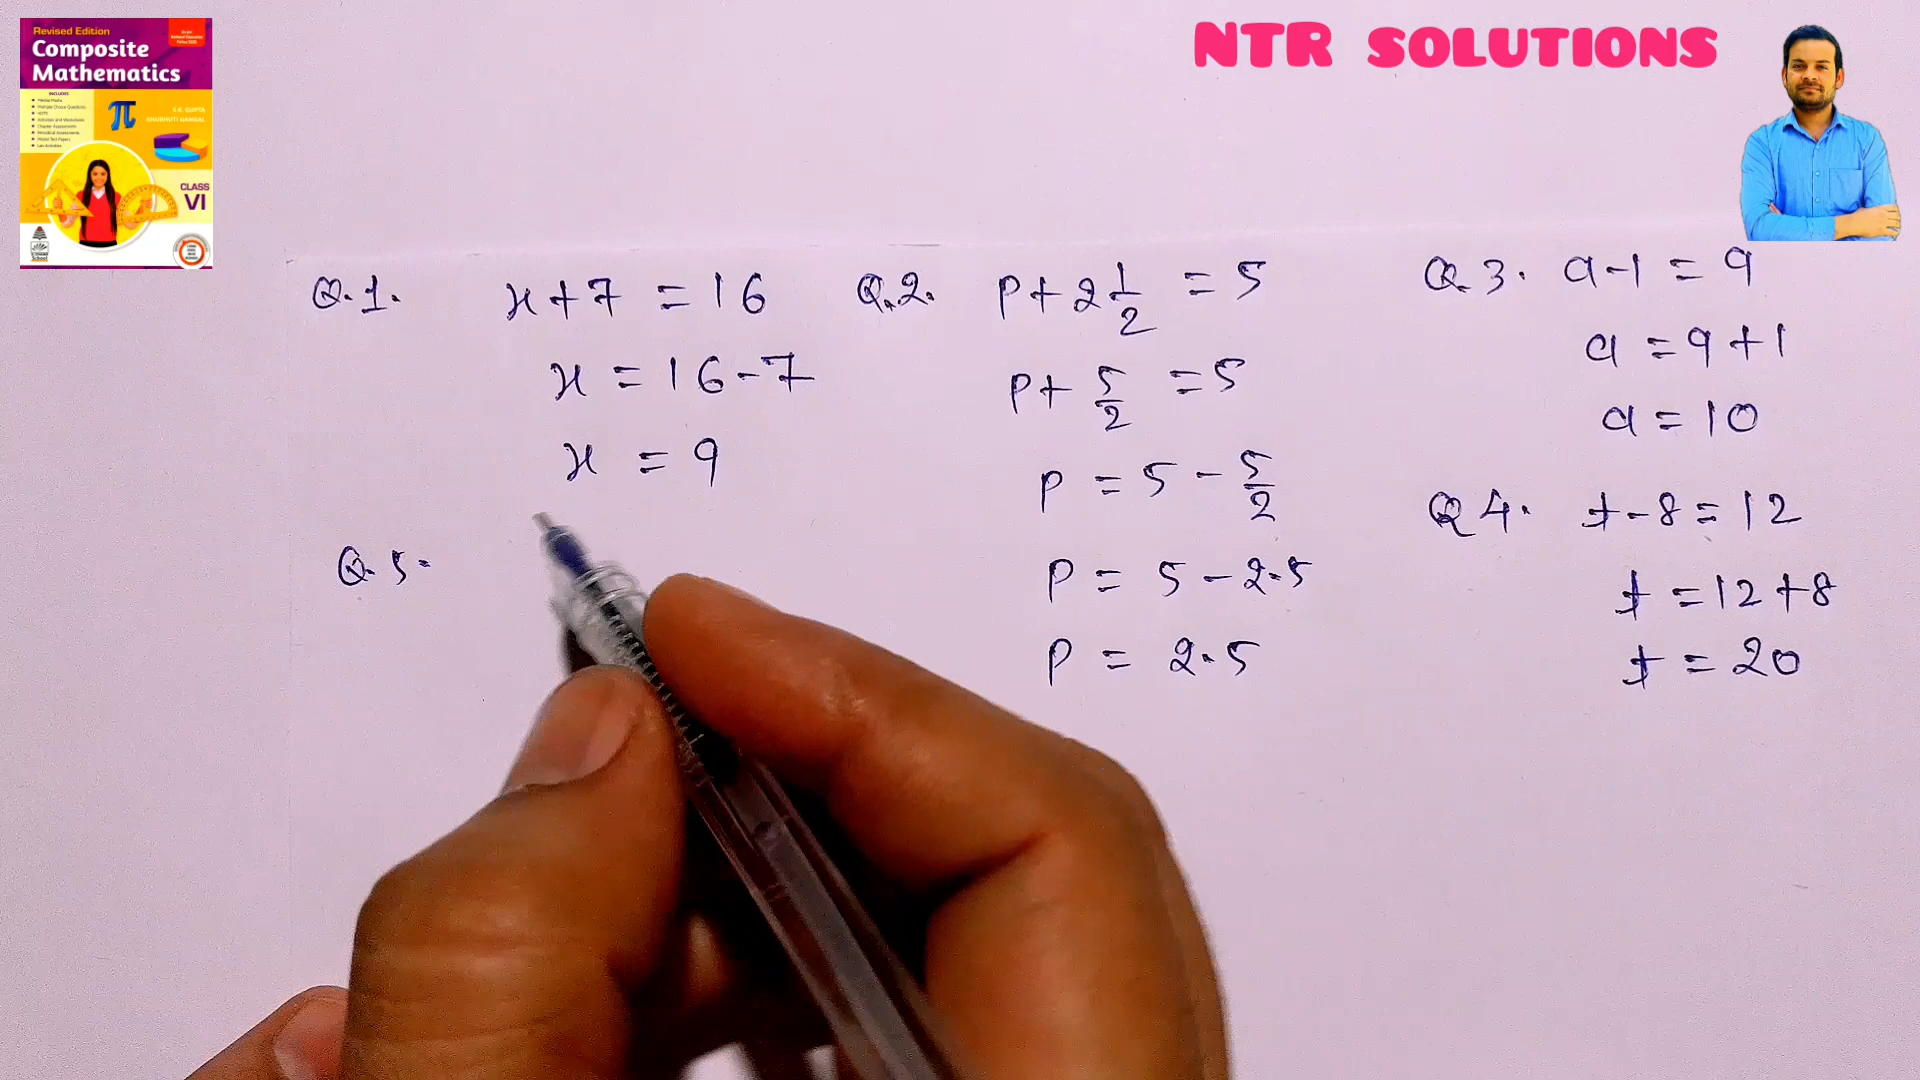 Revised Edition
Composite
Mathematics
INCLUDES
CLASS
VI
NTR SOLUTIONS
Q.1. x+7 = 16
x = 16-7
x = 9
Q.2. P+2 1/2 = 5
P+ 5/2 = 5
P = 5 - 5/2
P = 5 - 2.5
P = 2.5
Q.3. a-1 = 9
a = 9+1
a = 10
Q4. t-8 = 12
t = 12+8
t = 20
Q.5.